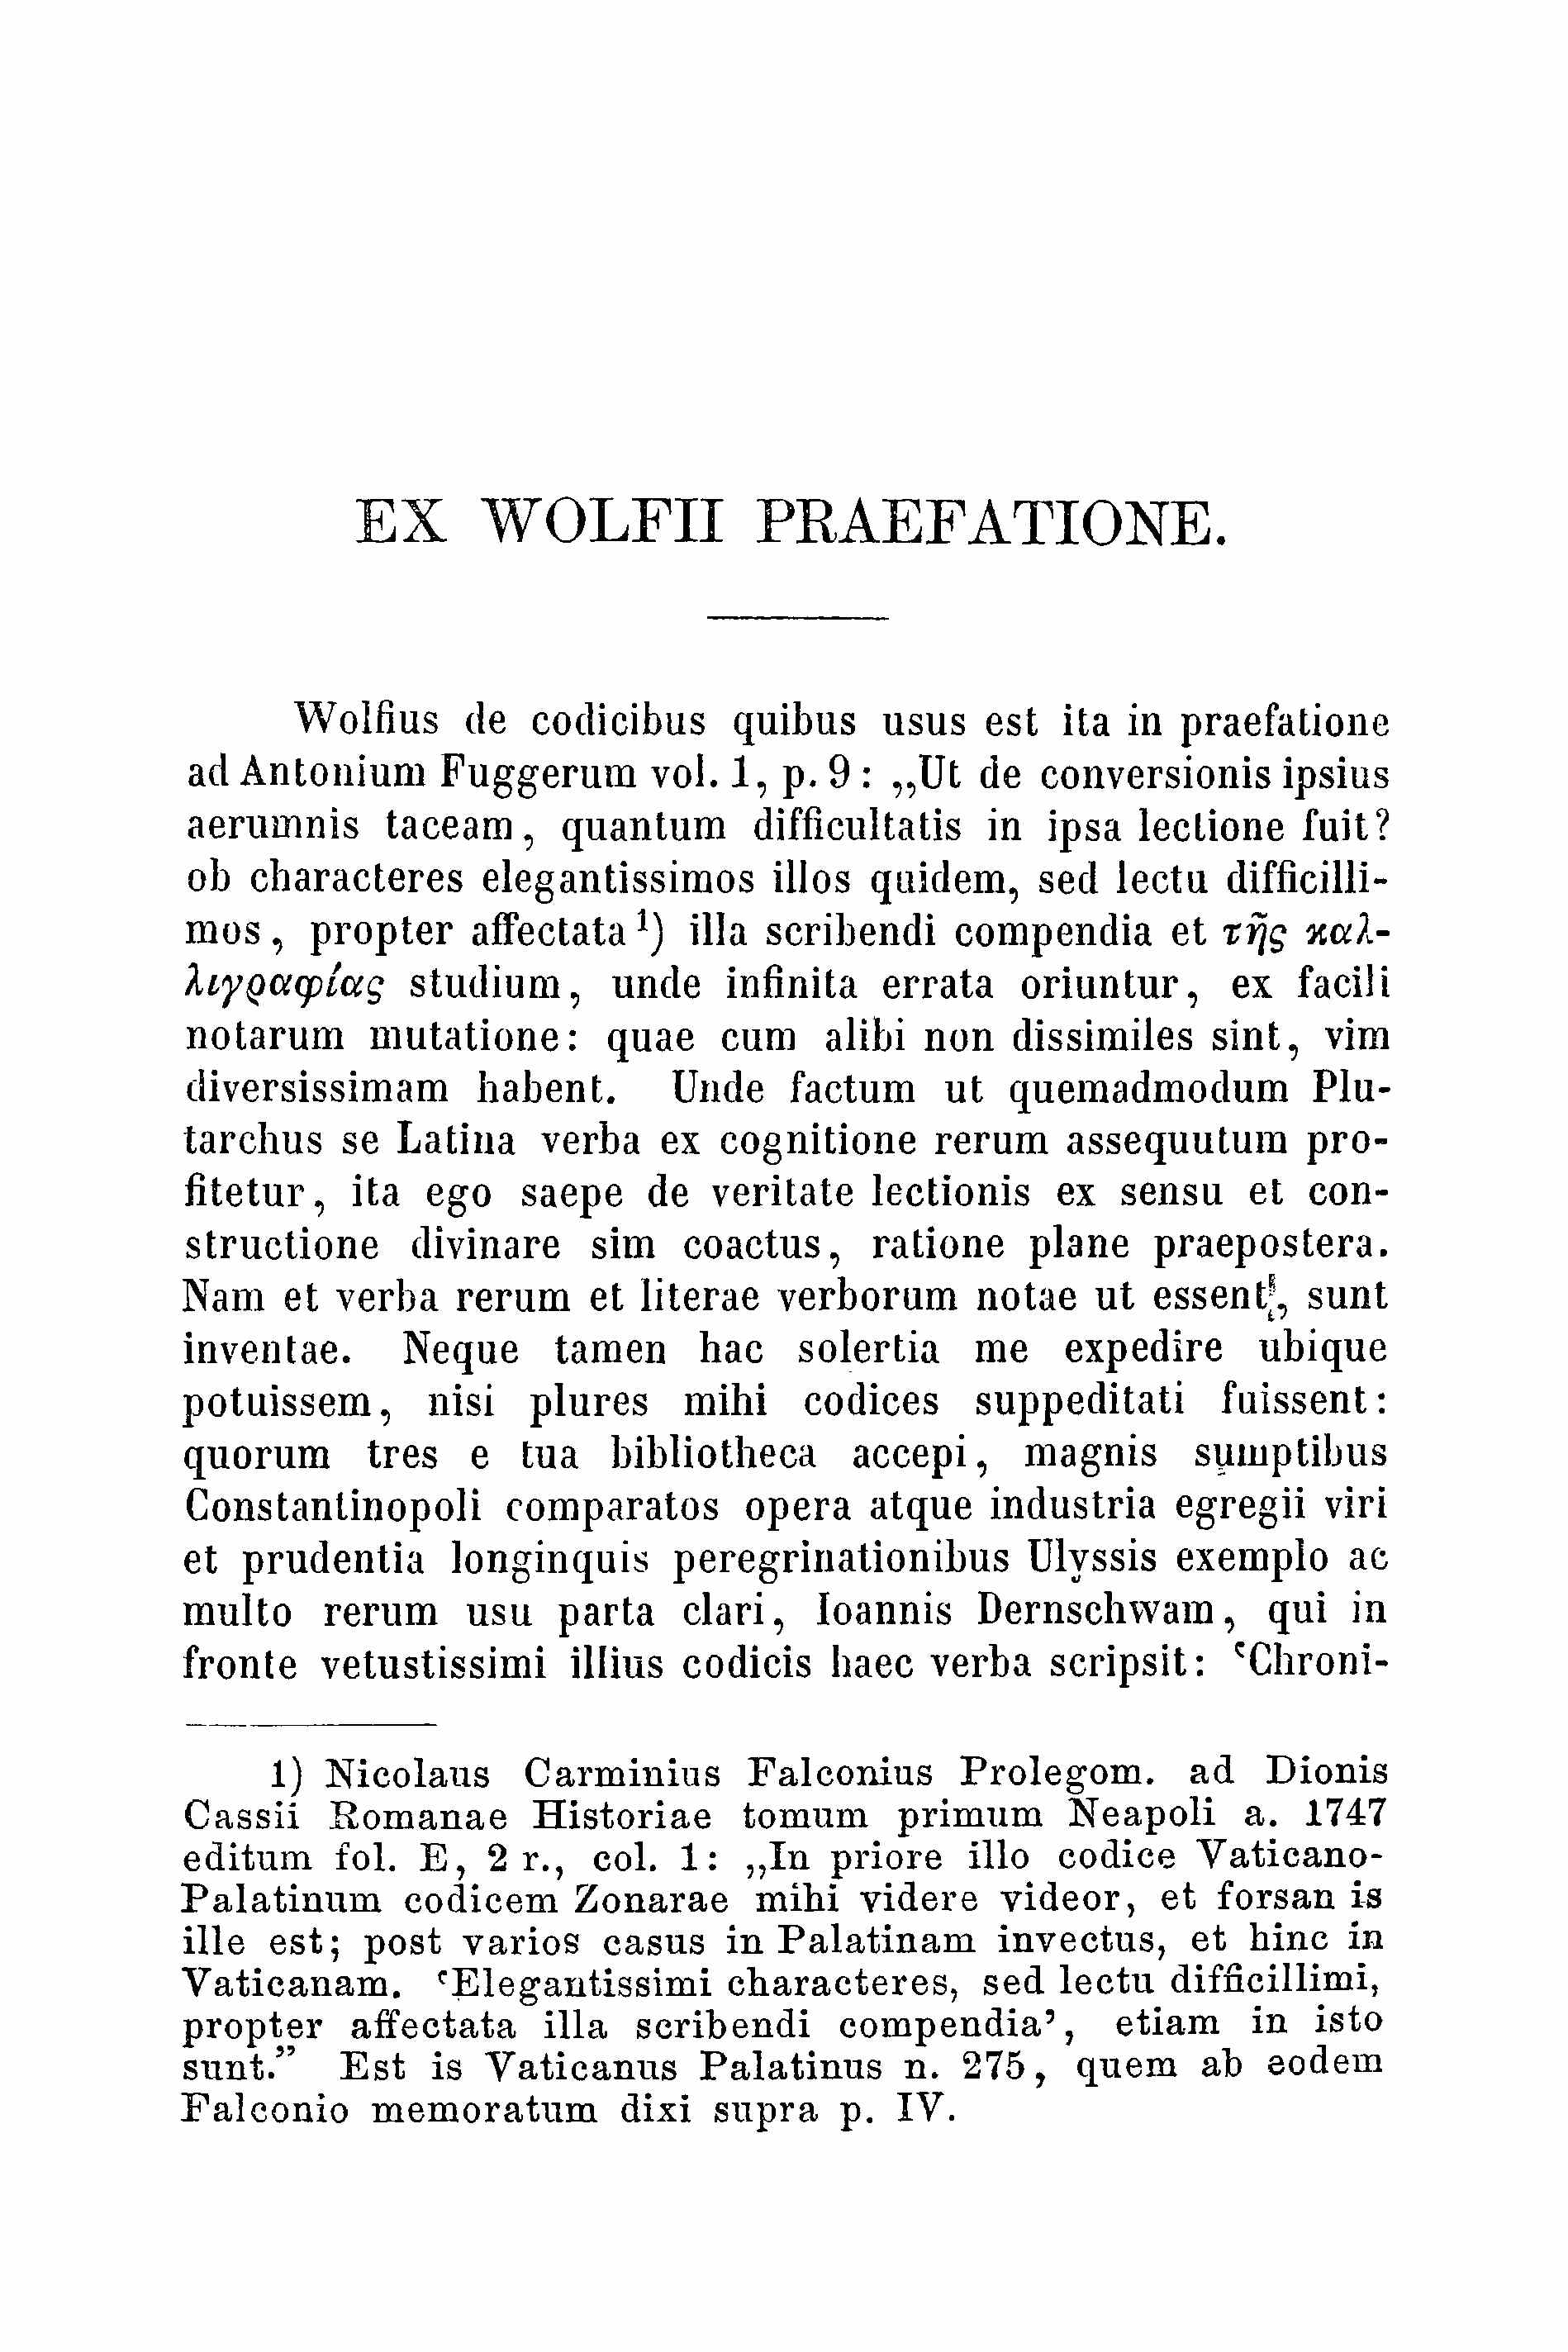 EX WOLFII PRAEFATIONE.
Wolfius de codicibus quibus usus est ita in praefatione
ad Antonium Fuggerum vol. 1, p. 9 : „Ut de conversionis ipsius
aerumnis taceam, quantum difficultatis in ipsa lectione fuit?
ob characteres elegantissimos illos quidem, sed lectu difficilli-
mos, propter affectata ¹) illa scribendi compendia et τῆς καλ-
λιγραφίας studium, unde infinita errata oriuntur, ex facili
notarum mutatione: quae cum alibi non dissimiles sint, vim
diversissimam habent. Unde factum ut quemadmodum Plu-
tarchus se Latina verba ex cognitione rerum assequutum pro-
fitetur, ita ego saepe de veritate lectionis ex sensu et con-
structione divinare sim coactus, ratione plane praepostera.
Nam et verba rerum et literae verborum notae ut essent, sunt
inventae. Neque tamen hac solertia me expedire ubique
potuissem, nisi plures mihi codices suppeditati fuissent:
quorum tres e tua bibliotheca accepi, magnis sumptibus
Constantinopoli comparatos opera atque industria egregii viri
et prudentia longinquis peregrinationibus Ulyssis exemplo ac
multo rerum usu parta clari, Ioannis Dernschwam, qui in
fronte vetustissimi illius codicis haec verba scripsit: ‘Chroni-
1) Nicolaus Carminius Falconius Prolegom. ad Dionis
Cassii Romanae Historiae tomum primum Neapoli a. 1747
editum fol. E, 2 r., col. 1: „In priore illo codice Vaticano-
Palatinum codicem Zonarae mihi videre videor, et forsan is
ille est; post varios casus in Palatinam invectus, et hinc in
Vaticanam. ‘Elegantissimi characteres, sed lectu difficillimi,
propter affectata illa scribendi compendia’, etiam in isto
sunt.” Est is Vaticanus Palatinus n. 275, quem ab eodem
Falconio memoratum dixi supra p. IV.